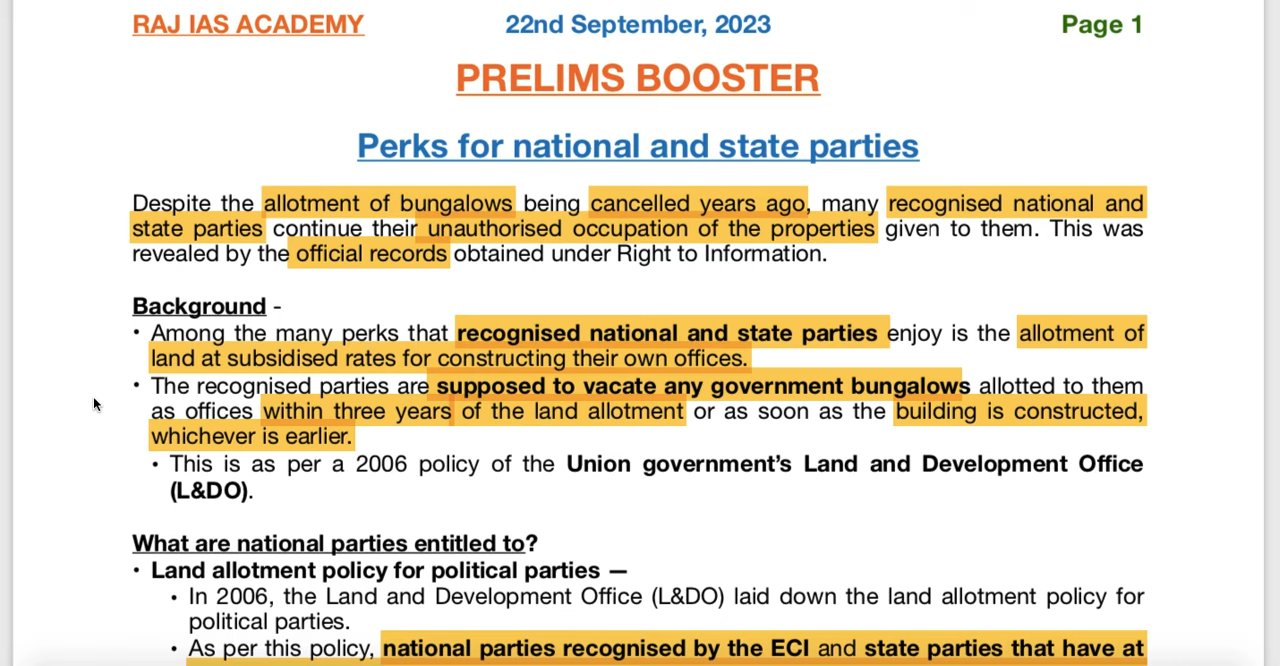 RAJ IAS ACADEMY 22nd September, 2023 Page 1
PRELIMS BOOSTER
Perks for national and state parties
Despite the allotment of bungalows being cancelled years ago, many recognised national and
state parties continue their unauthorised occupation of the properties given to them. This was
revealed by the official records obtained under Right to Information.
Background -
• Among the many perks that recognised national and state parties enjoy is the allotment of
land at subsidised rates for constructing their own offices.
• The recognised parties are supposed to vacate any government bungalows allotted to them
as offices within three years of the land allotment or as soon as the building is constructed,
whichever is earlier.
• This is as per a 2006 policy of the Union government’s Land and Development Office
(L&DO).
What are national parties entitled to?
• Land allotment policy for political parties —
• In 2006, the Land and Development Office (L&DO) laid down the land allotment policy for
political parties.
• As per this policy, national parties recognised by the ECI and state parties that have at